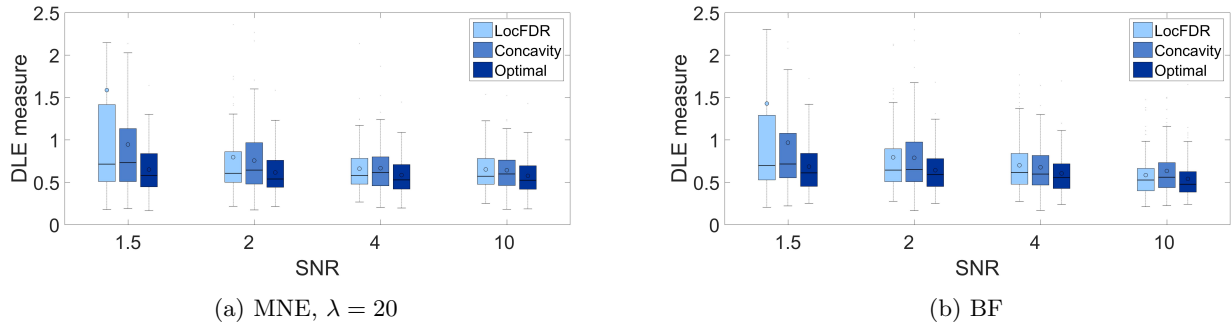 2.5
2
1.5
1
0.5
0
DLE measure
LocFDR
Concavity
Optimal
1.5 2 4 10
SNR
(a) MNE, λ = 20
2.5
2
1.5
1
0.5
0
DLE measure
LocFDR
Concavity
Optimal
1.5 2 4 10
SNR
(b) BF